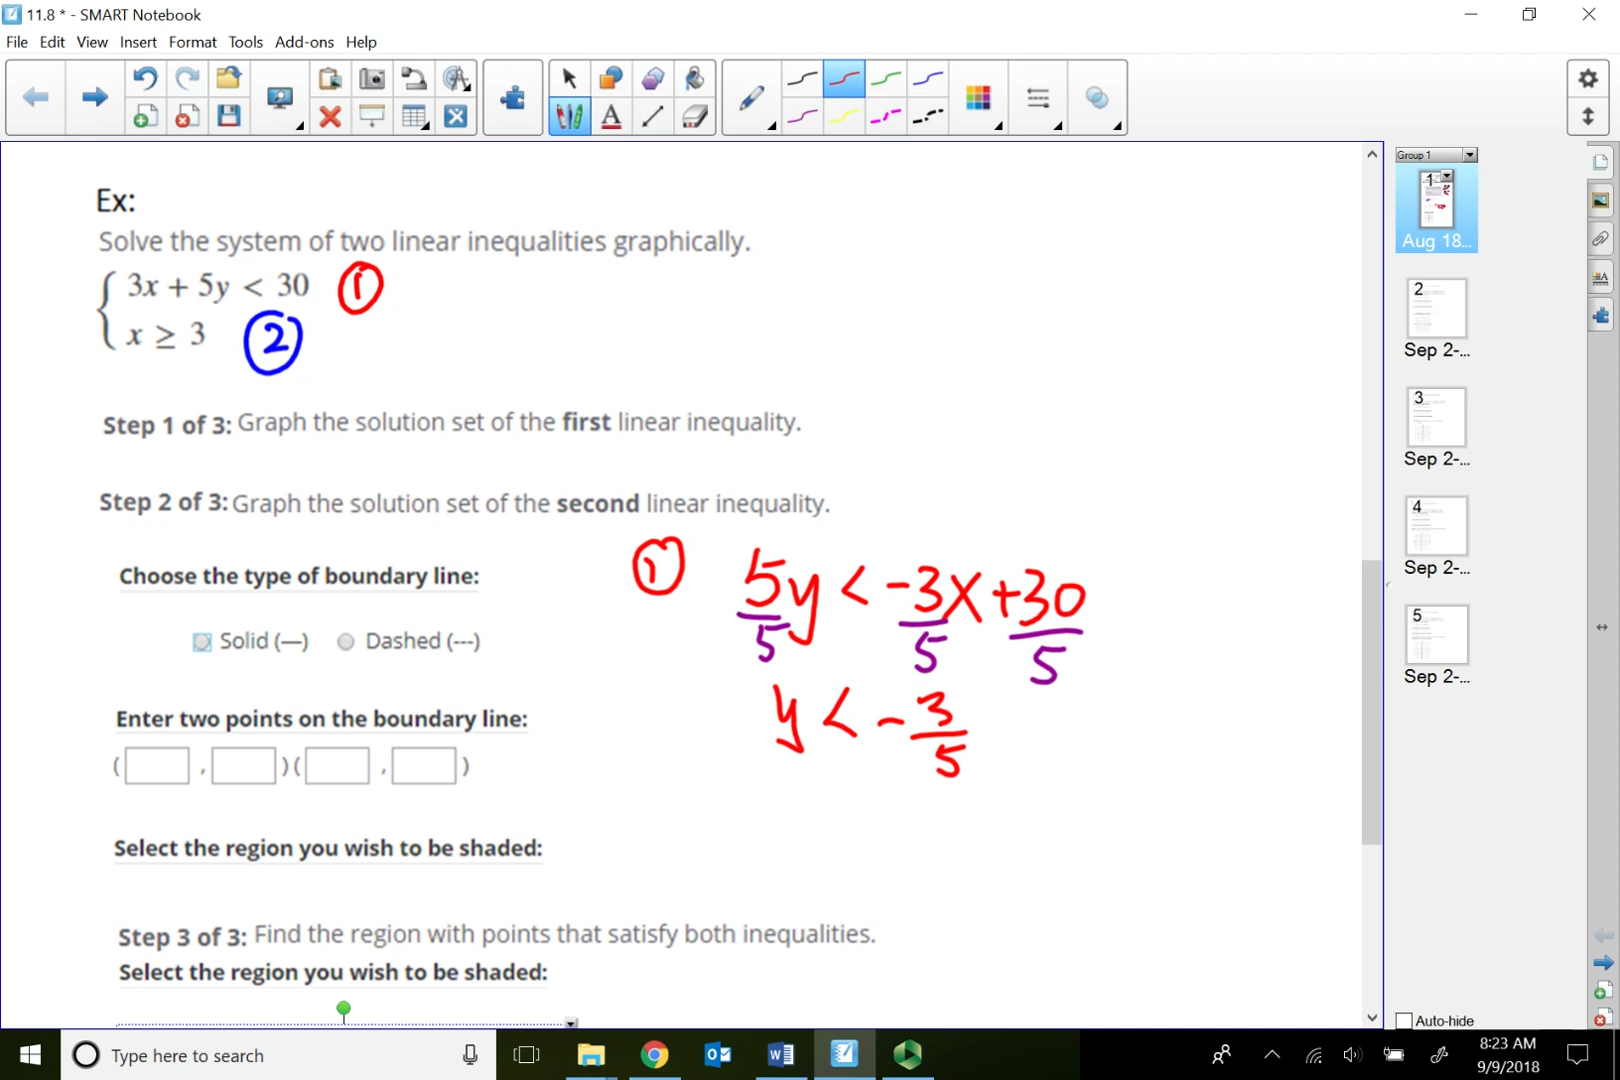 11.8 * - SMART Notebook
File Edit View Insert Format Tools Add-ons Help
Ex:
Solve the system of two linear inequalities graphically.
3x + 5y < 30 ①
x ≥ 3 ②
Step 1 of 3: Graph the solution set of the first linear inequality.
Step 2 of 3: Graph the solution set of the second linear inequality.
Choose the type of boundary line:
Solid (—) Dashed (---)
Enter two points on the boundary line:
( , ) ( , )
Select the region you wish to be shaded:
Step 3 of 3: Find the region with points that satisfy both inequalities.
Select the region you wish to be shaded:
① 5y < -3x +30
5 5 5
y < - 3
5
Group 1
1
Aug 18...
2
Sep 2-...
3
Sep 2-...
4
Sep 2-...
5
Sep 2-...
Auto-hide
Type here to search
8:23 AM
9/9/2018